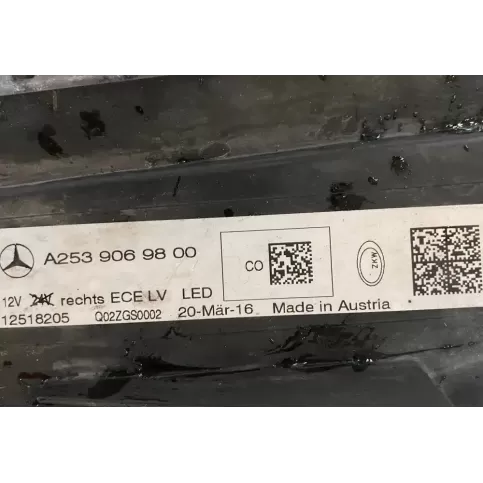 A253 906 98 00
CO
ZKW
12V 24V rechts ECE LV LED
12518205 Q02ZGS0002 20-Mär-16 Made in Austria